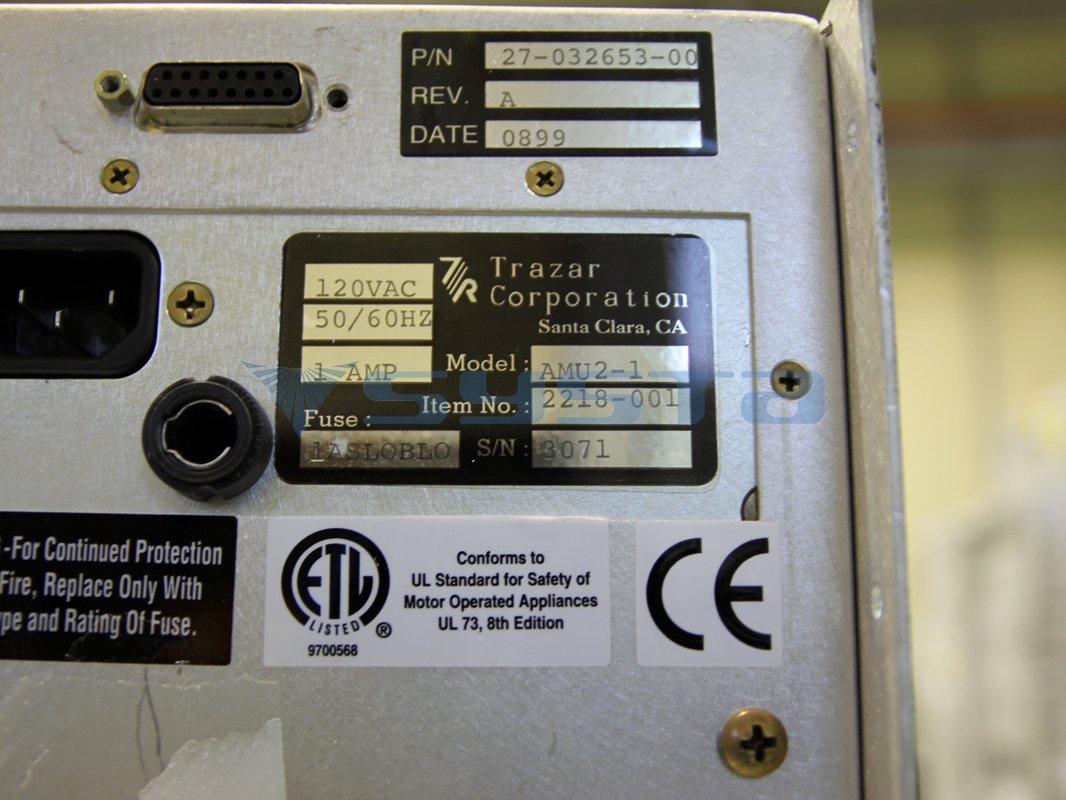 P/N 27-032653-00
REV. A
DATE 0899
120VAC
50/60HZ
1 AMP
Fuse :
1ASLOBLO
7/R Trazar
Corporation
Santa Clara, CA
Model : AMU2-1
Item No. : 2218-001
S/N : 3071
systa
-For Continued Protection
Fire, Replace Only With
ype and Rating Of Fuse.
ETL
LISTED
®
9700568
Conforms to
UL Standard for Safety of
Motor Operated Appliances
UL 73, 8th Edition
CE